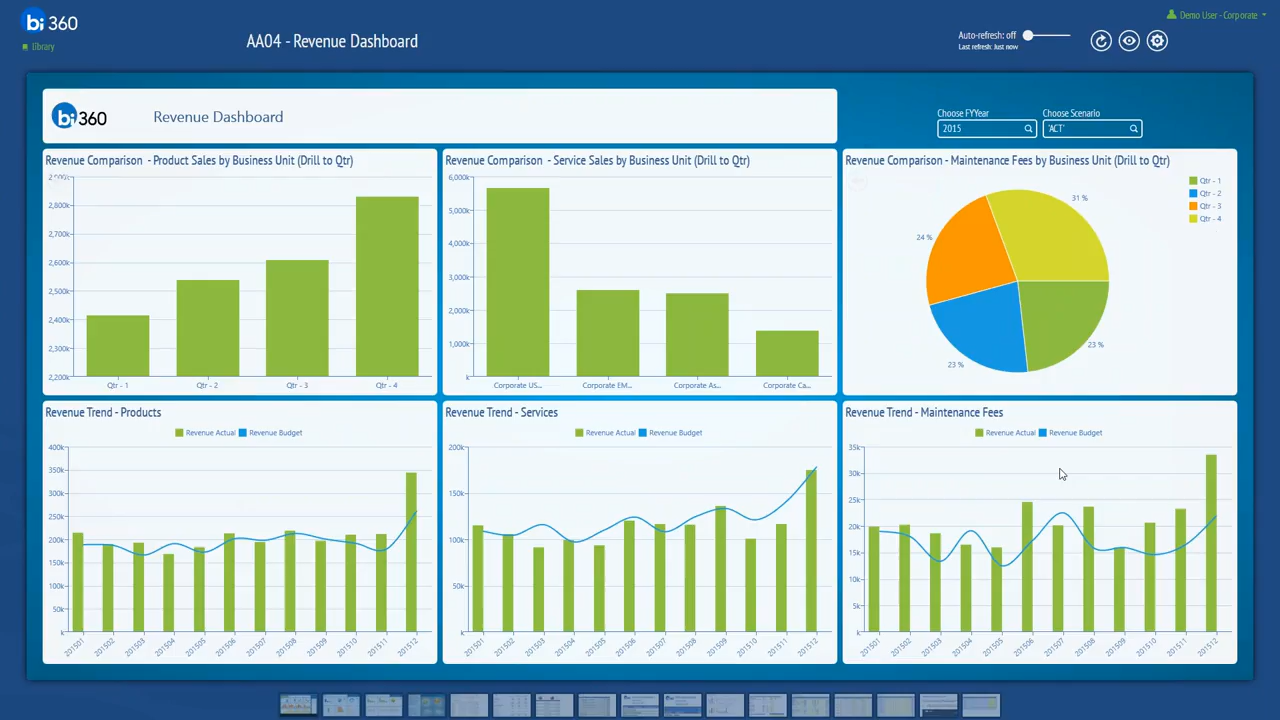 bi 360
Library
AA04 - Revenue Dashboard
Auto-refresh: off
Last refresh: Just now
Demo User - Corporate
bi 360
Revenue Dashboard
Choose FYYear
2015
Choose Scenario
'ACT'
Revenue Comparison - Product Sales by Business Unit (Drill to Qtr)
2,800k
2,700k
2,600k
2,500k
2,400k
2,300k
2,200k
Qtr - 1
Qtr - 2
Qtr - 3
Qtr - 4
Revenue Comparison - Service Sales by Business Unit (Drill to Qtr)
6,000k
5,000k
4,000k
3,000k
2,000k
1,000k
k
Corporate US...
Corporate EM...
Corporate As...
Corporate Ca...
Revenue Comparison - Maintenance Fees by Business Unit (Drill to Qtr)
Qtr - 1
Qtr - 2
Qtr - 3
Qtr - 4
31 %
24 %
23 %
23 %
Revenue Trend - Products
Revenue Actual Revenue Budget
400k
350k
300k
250k
200k
150k
100k
50k
k
201501
201502
201503
201504
201505
201506
201507
201508
201509
201510
201511
201512
Revenue Trend - Services
Revenue Actual Revenue Budget
200k
150k
100k
50k
k
201501
201502
201503
201504
201505
201506
201507
201508
201509
201510
201511
201512
Revenue Trend - Maintenance Fees
Revenue Actual Revenue Budget
35k
30k
25k
20k
15k
10k
5k
k
201501
201502
201503
201504
201505
201506
201507
201508
201509
201510
201511
201512